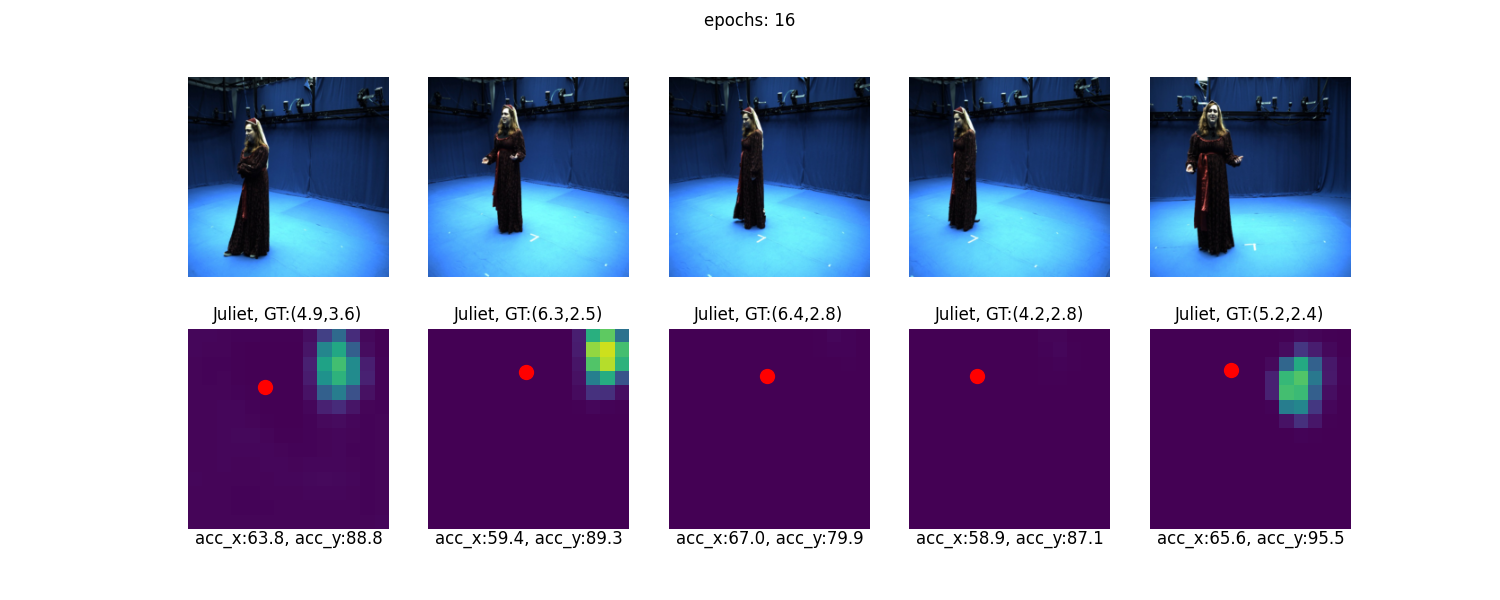 epochs: 16
Juliet, GT:(4.9,3.6)
Juliet, GT:(6.3,2.5)
Juliet, GT:(6.4,2.8)
Juliet, GT:(4.2,2.8)
Juliet, GT:(5.2,2.4)
acc_x:63.8, acc_y:88.8
acc_x:59.4, acc_y:89.3
acc_x:67.0, acc_y:79.9
acc_x:58.9, acc_y:87.1
acc_x:65.6, acc_y:95.5